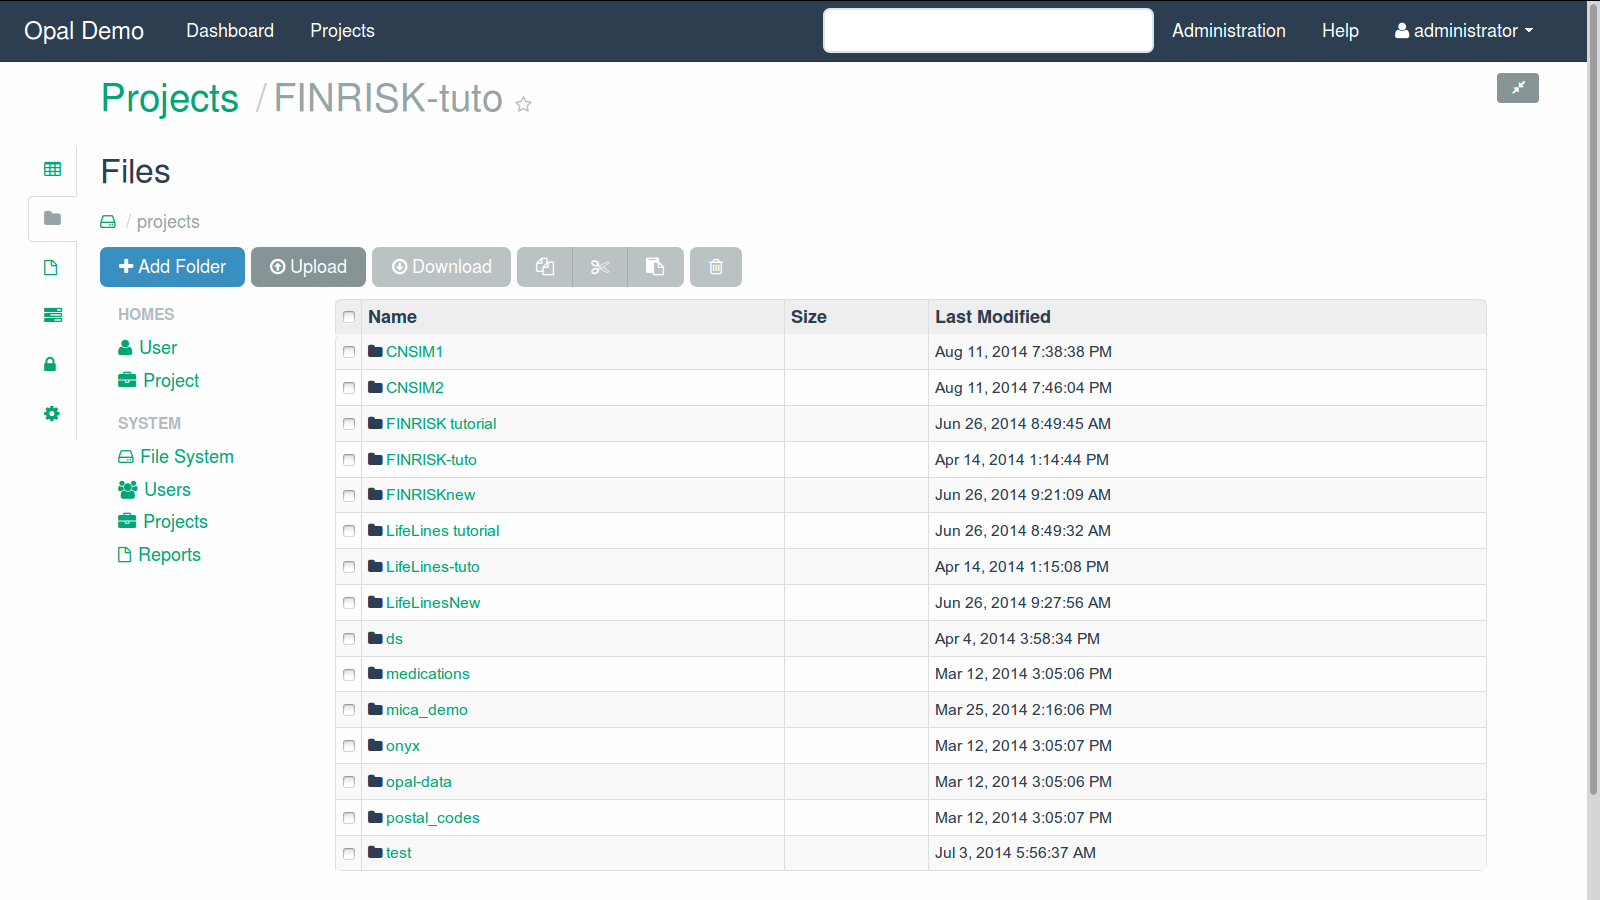 Opal Demo Dashboard Projects Administration Help administrator
Projects / FINRISK-tuto
Files
/ projects
Add Folder Upload Download
HOMES
User
Project
SYSTEM
File System
Users
Projects
Reports
Name Size Last Modified
CNSIM1 Aug 11, 2014 7:38:38 PM
CNSIM2 Aug 11, 2014 7:46:04 PM
FINRISK tutorial Jun 26, 2014 8:49:45 AM
FINRISK-tuto Apr 14, 2014 1:14:44 PM
FINRISKnew Jun 26, 2014 9:21:09 AM
LifeLines tutorial Jun 26, 2014 8:49:32 AM
LifeLines-tuto Apr 14, 2014 1:15:08 PM
LifeLinesNew Jun 26, 2014 9:27:56 AM
ds Apr 4, 2014 3:58:34 PM
medications Mar 12, 2014 3:05:06 PM
mica_demo Mar 25, 2014 2:16:06 PM
onyx Mar 12, 2014 3:05:07 PM
opal-data Mar 12, 2014 3:05:06 PM
postal_codes Mar 12, 2014 3:05:07 PM
test Jul 3, 2014 5:56:37 AM